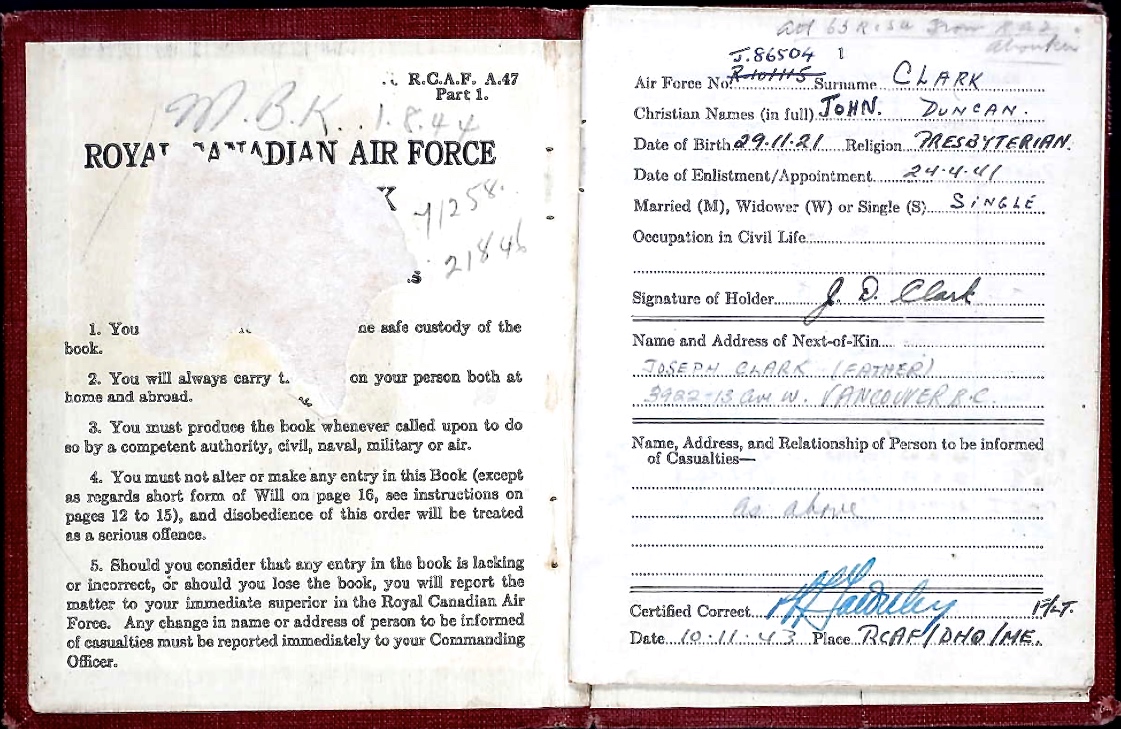 R.C.A.F. A.47
Part 1.
M.B.K. 1.8.44
ROYAL CANADIAN AIR FORCE
K
41258.
21846
S
1. You ne safe custody of the
book.
2. You will always carry t. on your person both at
home and abroad.
3. You must produce the book whenever called upon to do
so by a competent authority, civil, naval, military or air.
4. You must not alter or make any entry in this Book (except
as regards short form of Will on page 16, see instructions on
pages 12 to 15), and disobedience of this order will be treated
as a serious offence.
5. Should you consider that any entry in the book is lacking
or incorrect, or should you lose the book, you will report the
matter to your immediate superior in the Royal Canadian Air
Force. Any change in name or address of person to be informed
of casualties must be reported immediately to your Commanding
Officer.
from
J.86504 1
Air Force No. R101115 Surname CLARK
Christian Names (in full) JOHN. DUNCAN.
Date of Birth 29.11.21 Religion PRESBYTERIAN.
Date of Enlistment/Appointment 24.4.41
Married (M), Widower (W) or Single (S) SINGLE
Occupation in Civil Life
Signature of Holder J. D. Clark
Name and Address of Next-of-Kin
JOSEPH CLARK (FATHER)
3922-13 Ave W. VANCOUVER B.C.
Name, Address, and Relationship of Person to be informed
of Casualties—
as above
Certified Correct F/LT.
Date 10.11.43 Place RCAF/DHQ/ME.